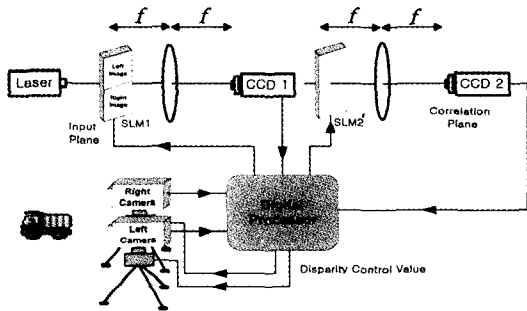 f f f f
Laser
Left
Image
Right
Image
CCD 1
CCD 2
Input
Plane
SLM1
SLM2'
Correlation
Plane
Right
Camera
Left
Camera
Digital
Processor
Disparity Control Value